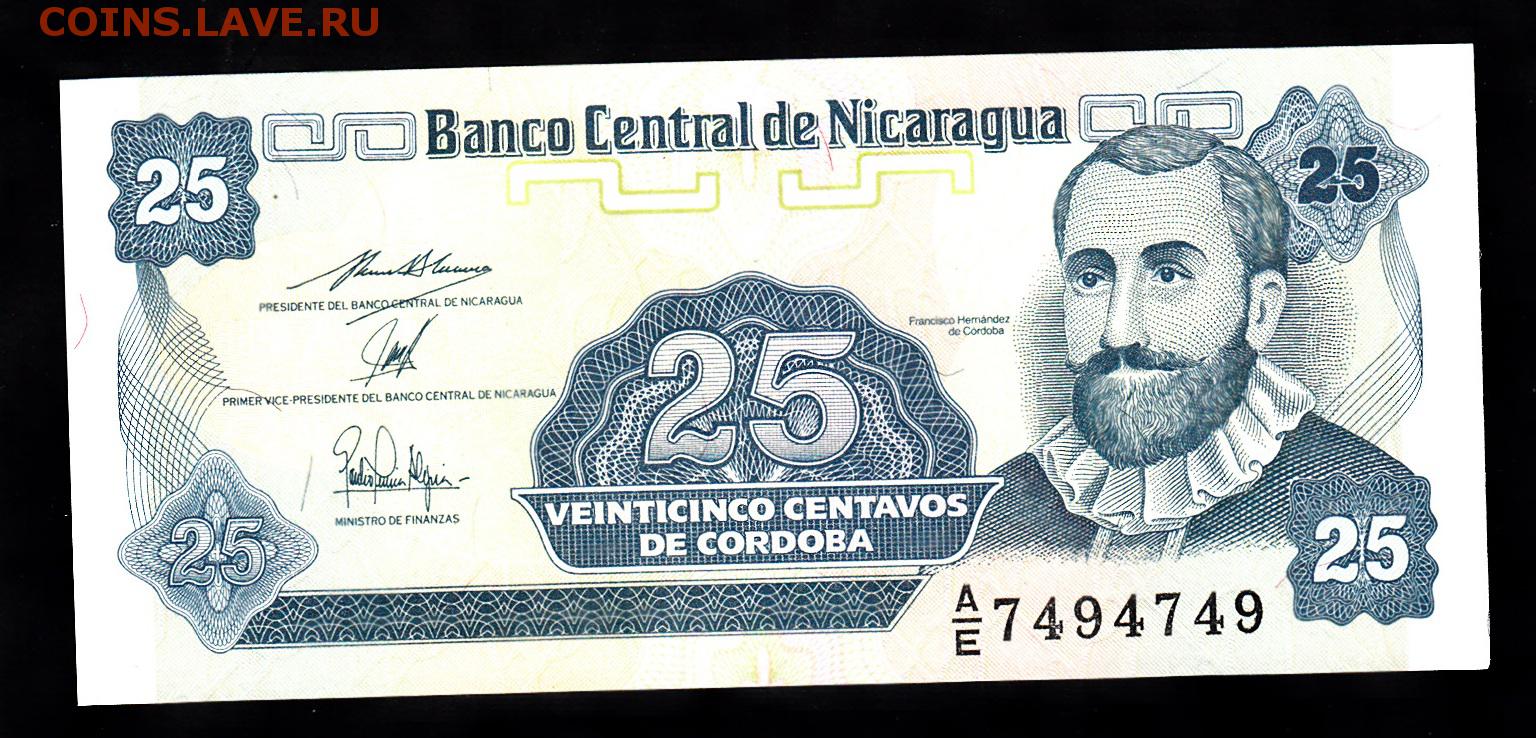 COINS.LAVE.RU
Banco Central de Nicaragua
25
25
PRESIDENTE DEL BANCO CENTRAL DE NICARAGUA
Francisco Hernández
de Córdoba
25
PRIMER VICE-PRESIDENTE DEL BANCO CENTRAL DE NICARAGUA
MINISTRO DE FINANZAS
VEINTICINCO CENTAVOS
DE CORDOBA
25
25
A/E 7494749